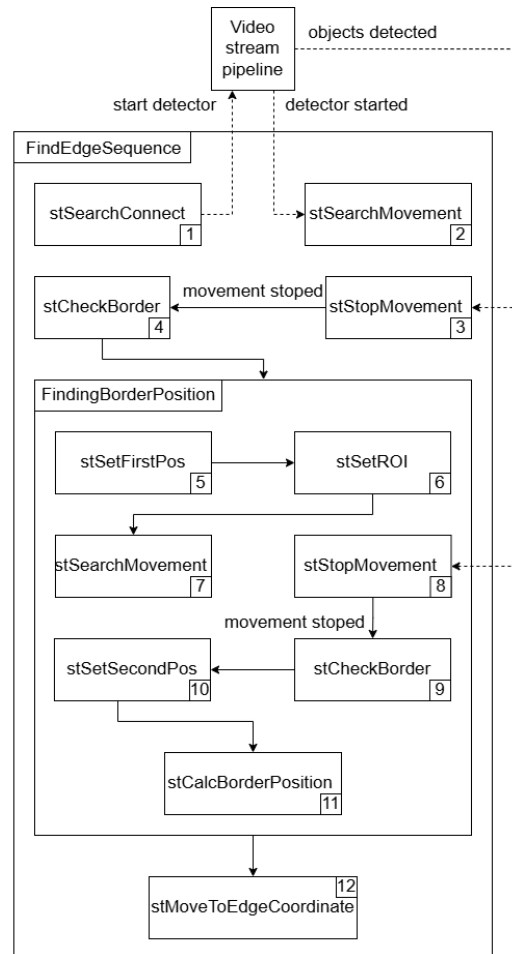 Video
stream
pipeline
objects detected
start detector
detector started
FindEdgeSequence
stSearchConnect
1
stSearchMovement
2
stCheckBorder
4
movement stoped
stStopMovement
3
FindingBorderPosition
stSetFirstPos
5
stSetROI
6
stSearchMovement
7
stStopMovement
8
movement stoped
stSetSecondPos
10
stCheckBorder
9
stCalcBorderPosition
11
12
stMoveToEdgeCoordinate